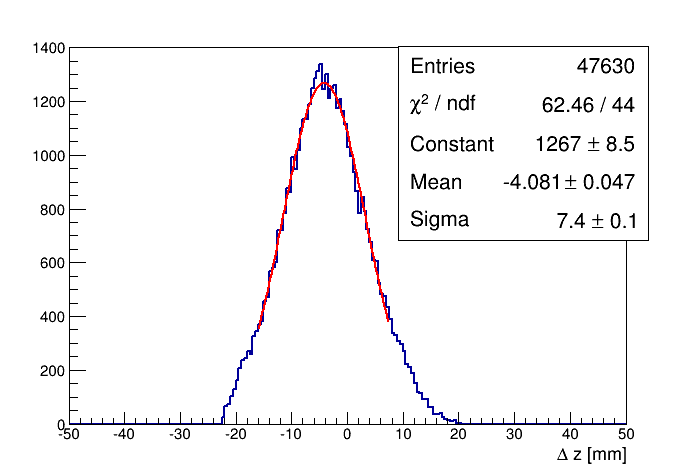 1400
1200
1000
800
600
400
200
0
-50 -40 -30 -20 -10 0 10 20 30 40 50
Δ z [mm]
Entries 47630
χ² / ndf 62.46 / 44
Constant 1267 ± 8.5
Mean -4.081 ± 0.047
Sigma 7.4 ± 0.1